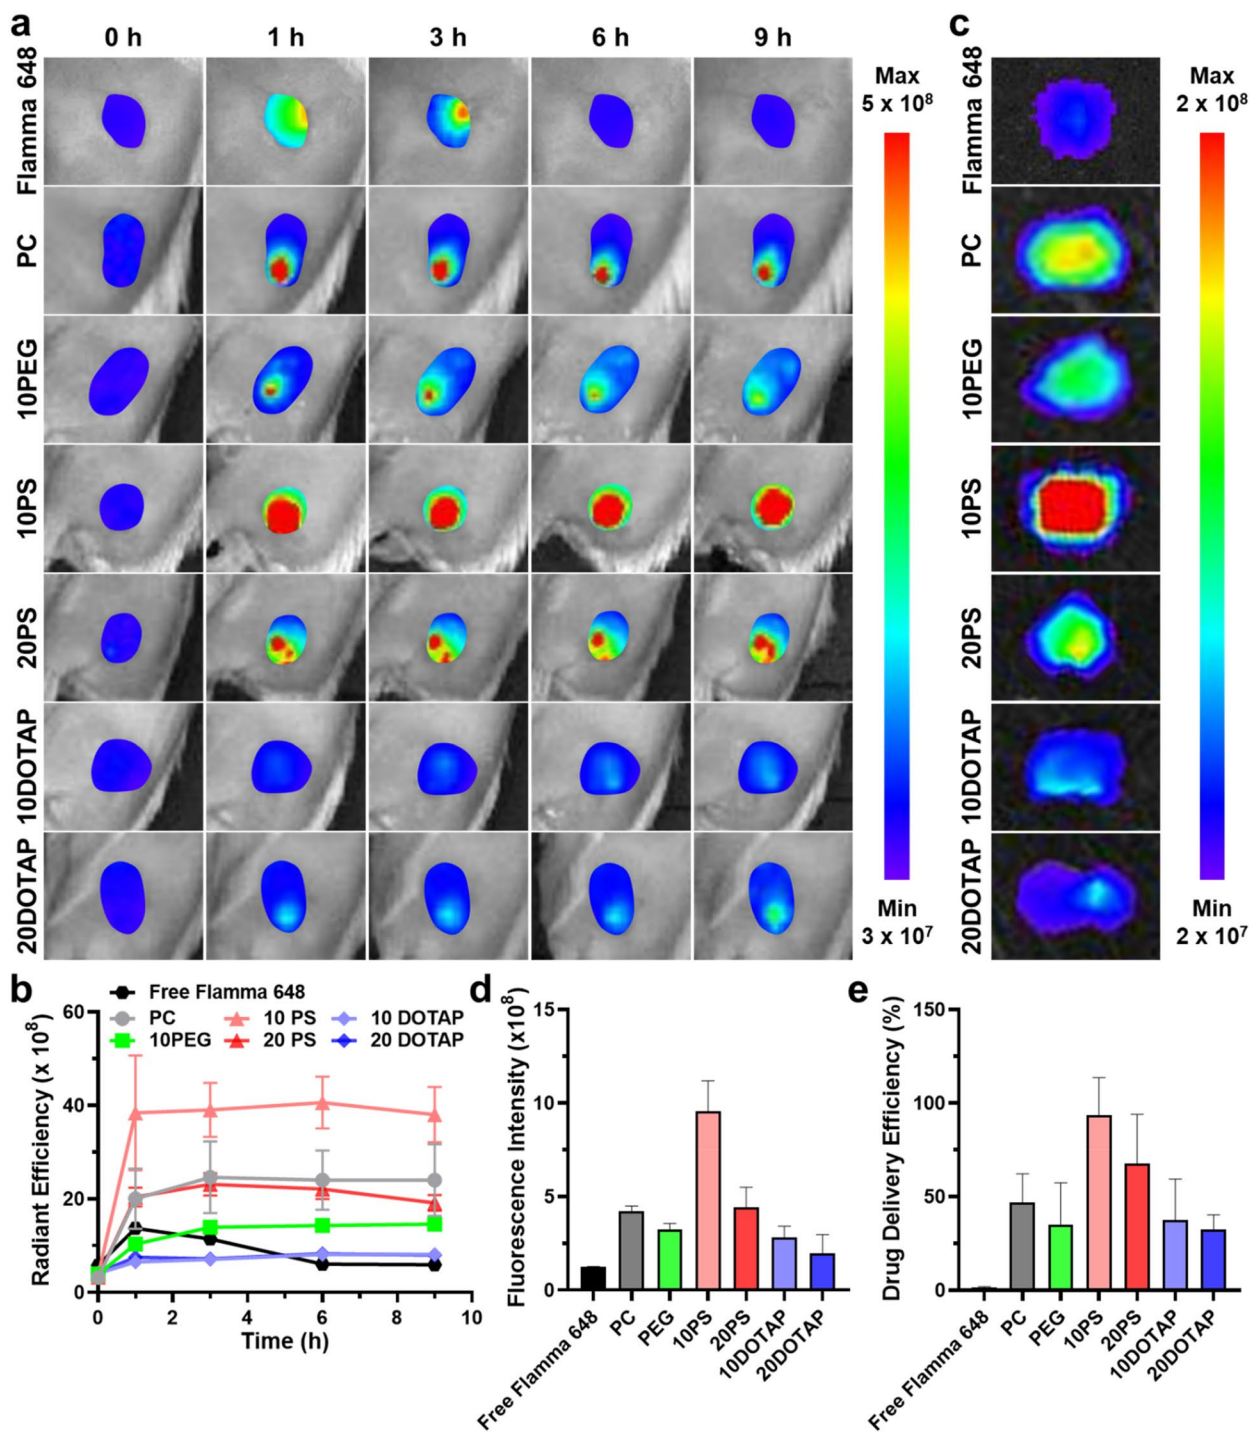 a
0 h 1 h 3 h 6 h 9 h
Flamma 648
PC
10PEG
10PS
20PS
10DOTAP
20DOTAP
Max
5 x 10⁸
Min
3 x 10⁷
c
Flamma 648
PC
10PEG
10PS
20PS
10DOTAP
20DOTAP
Max
2 x 10⁸
Min
2 x 10⁷
b
Free Flamma 648
PC 10 PS 10 DOTAP
10PEG 20 PS 20 DOTAP
Radiant Efficiency (x 10⁸)
60
40
20
0
0 2 4 6 8 10
Time (h)
d
Fluorescence Intensity (x10⁸)
15
10
5
0
Free Flamma 648
PC
PEG
10PS
20PS
10DOTAP
20DOTAP
e
Drug Delivery Efficiency (%)
150
100
50
0
Free Flamma 648
PC
PEG
10PS
20PS
10DOTAP
20DOTAP